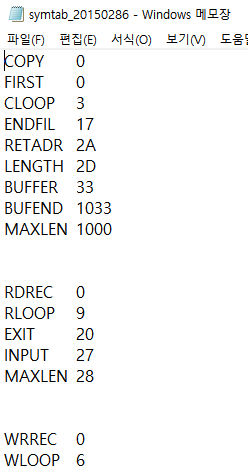 symtab_20150286 - Windows 메모장
파일(F) 편집(E) 서식(O) 보기(V) 도움말
COPY 0
FIRST 0
CLOOP 3
ENDFIL 17
RETADR 2A
LENGTH 2D
BUFFER 33
BUFEND 1033
MAXLEN 1000
RDREC 0
RLOOP 9
EXIT 20
INPUT 27
MAXLEN 28
WRREC 0
WLOOP 6